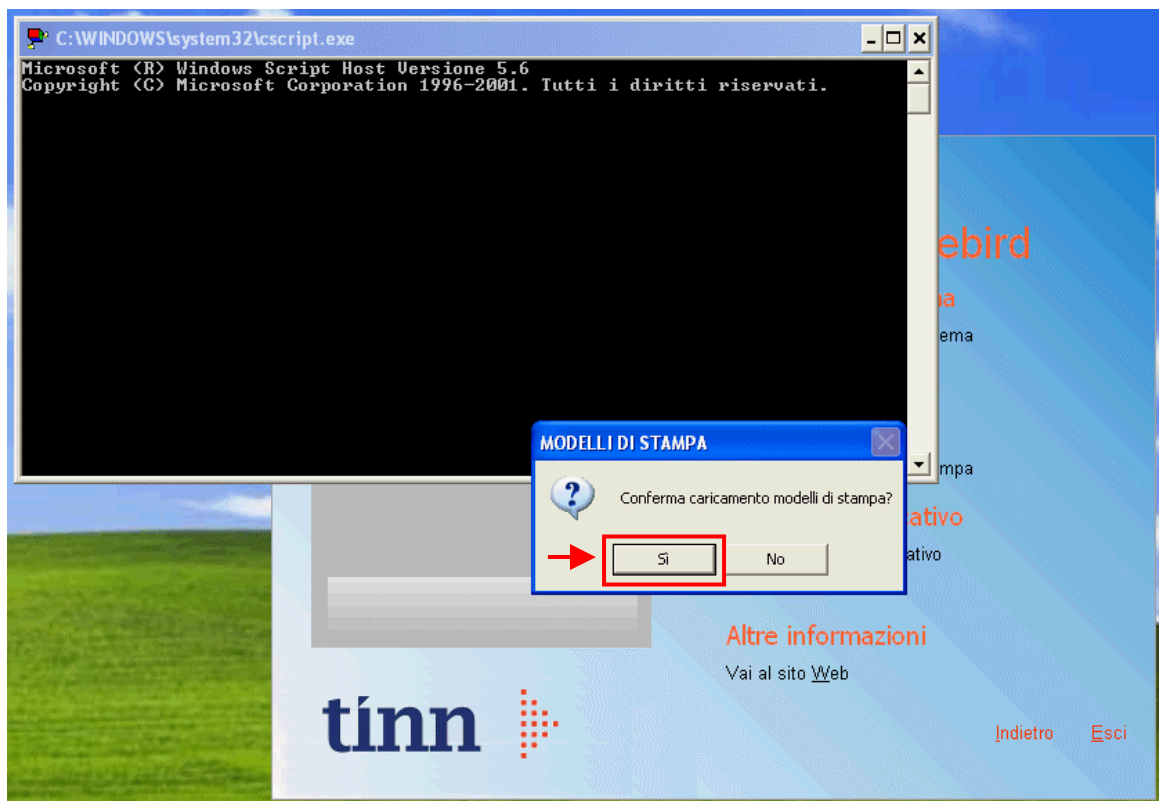 C:\WINDOWS\system32\cscript.exe
Microsoft (R) Windows Script Host Versione 5.6
Copyright (C) Microsoft Corporation 1996-2001. Tutti i diritti riservati.
ebird
na
ema
MODELLI DI STAMPA
mpa
Conferma caricamento modelli di stampa?
ativo
Sì
No
ativo
Altre informazioni
Vai al sito Web
tinn
Indietro
Esci